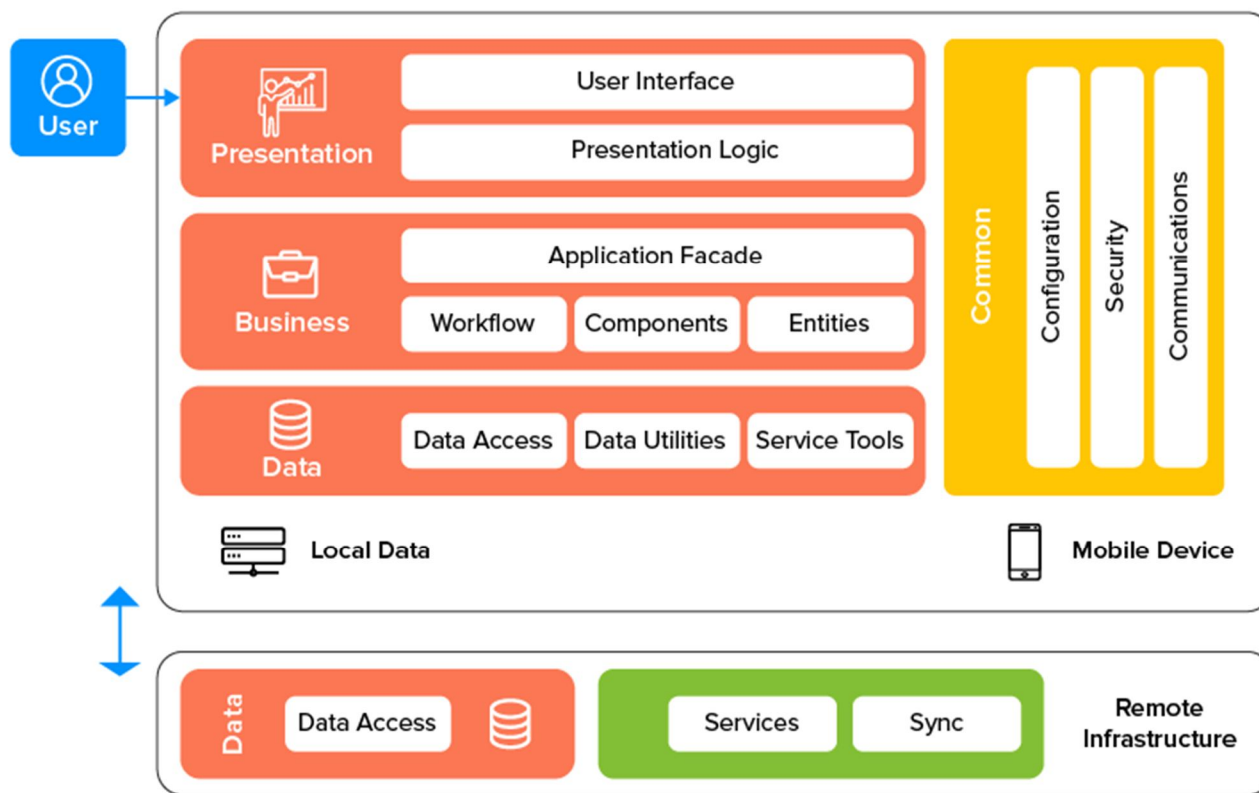 User
Presentation
User Interface
Presentation Logic
Business
Application Facade
Workflow
Components
Entities
Data
Data Access
Data Utilities
Service Tools
Common
Configuration
Security
Communications
Local Data
Mobile Device
Data
Data Access
Services
Sync
Remote
Infrastructure